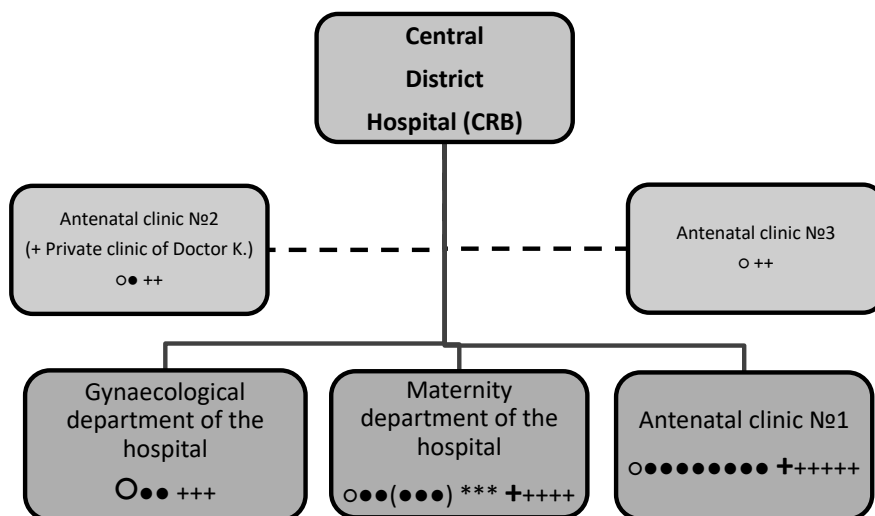 Central
District
Hospital (CRB)
Antenatal clinic №2
(+ Private clinic of Doctor K.)
○● ++
Antenatal clinic №3
○ ++
Gynaecological
department of the
hospital
○●● +++
Maternity
department of the
hospital
○●●(●●●) *** +++++
Antenatal clinic №1
○●●●●●●●● ++++++